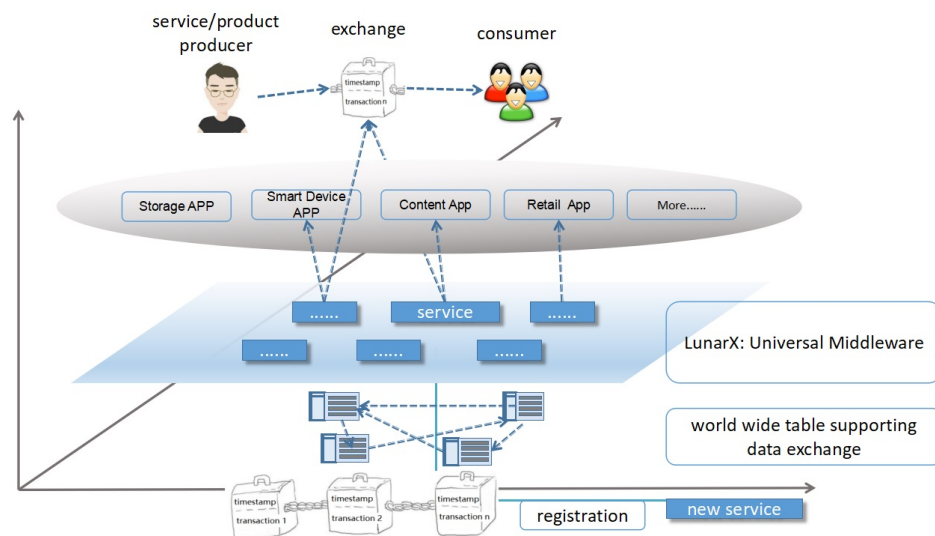 service/product
producer
exchange
consumer
timestamp
transaction n
Storage APP
Smart Device
APP
Content App
Retail App
More......
......
service
......
......
......
......
LunarX: Universal Middleware
world wide table supporting
data exchange
timestamp
transaction 1
timestamp
transaction 2
timestamp
transaction n
registration
new service